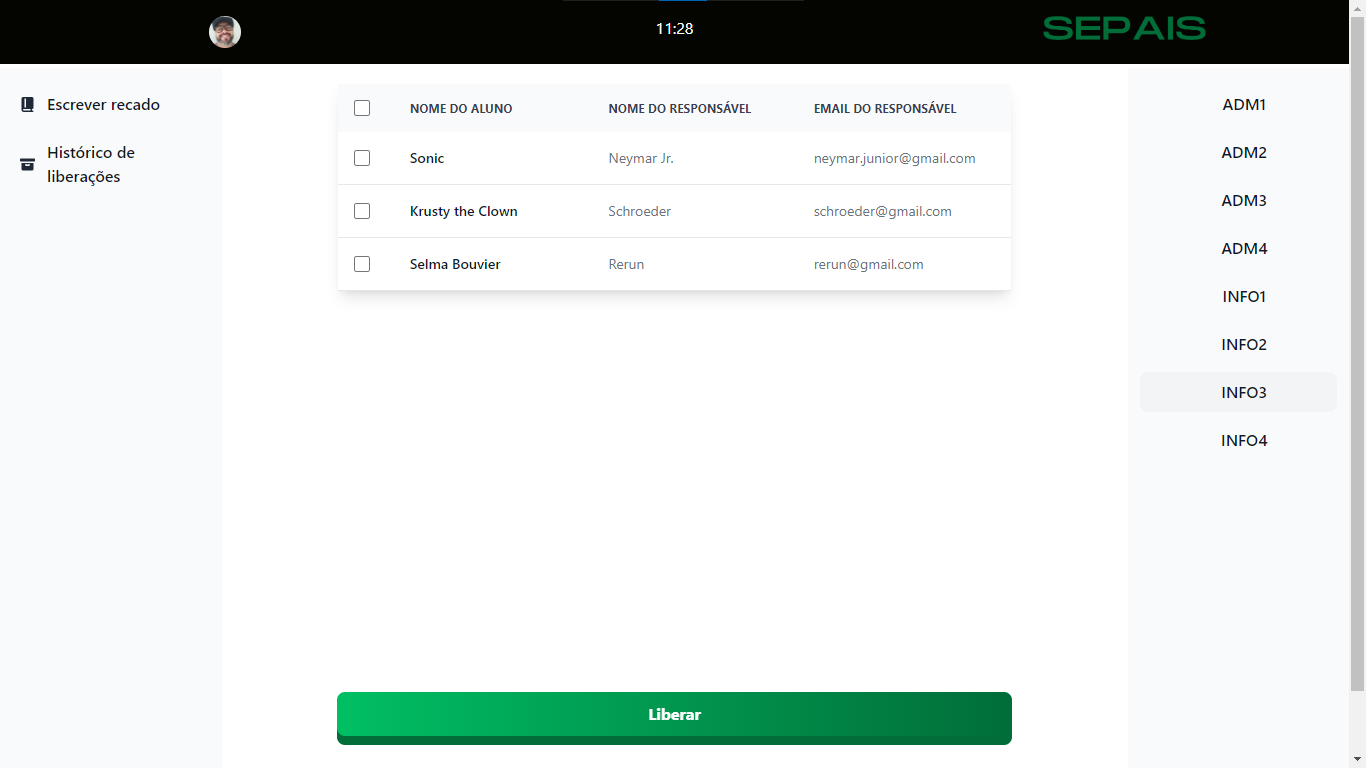 11:28
SEPAIS
Escrever recado
Histórico de
liberações
NOME DO ALUNO NOME DO RESPONSÁVEL EMAIL DO RESPONSÁVEL
Sonic Neymar Jr. neymar.junior@gmail.com
Krusty the Clown Schroeder schroeder@gmail.com
Selma Bouvier Rerun rerun@gmail.com
Liberar
ADM1
ADM2
ADM3
ADM4
INFO1
INFO2
INFO3
INFO4